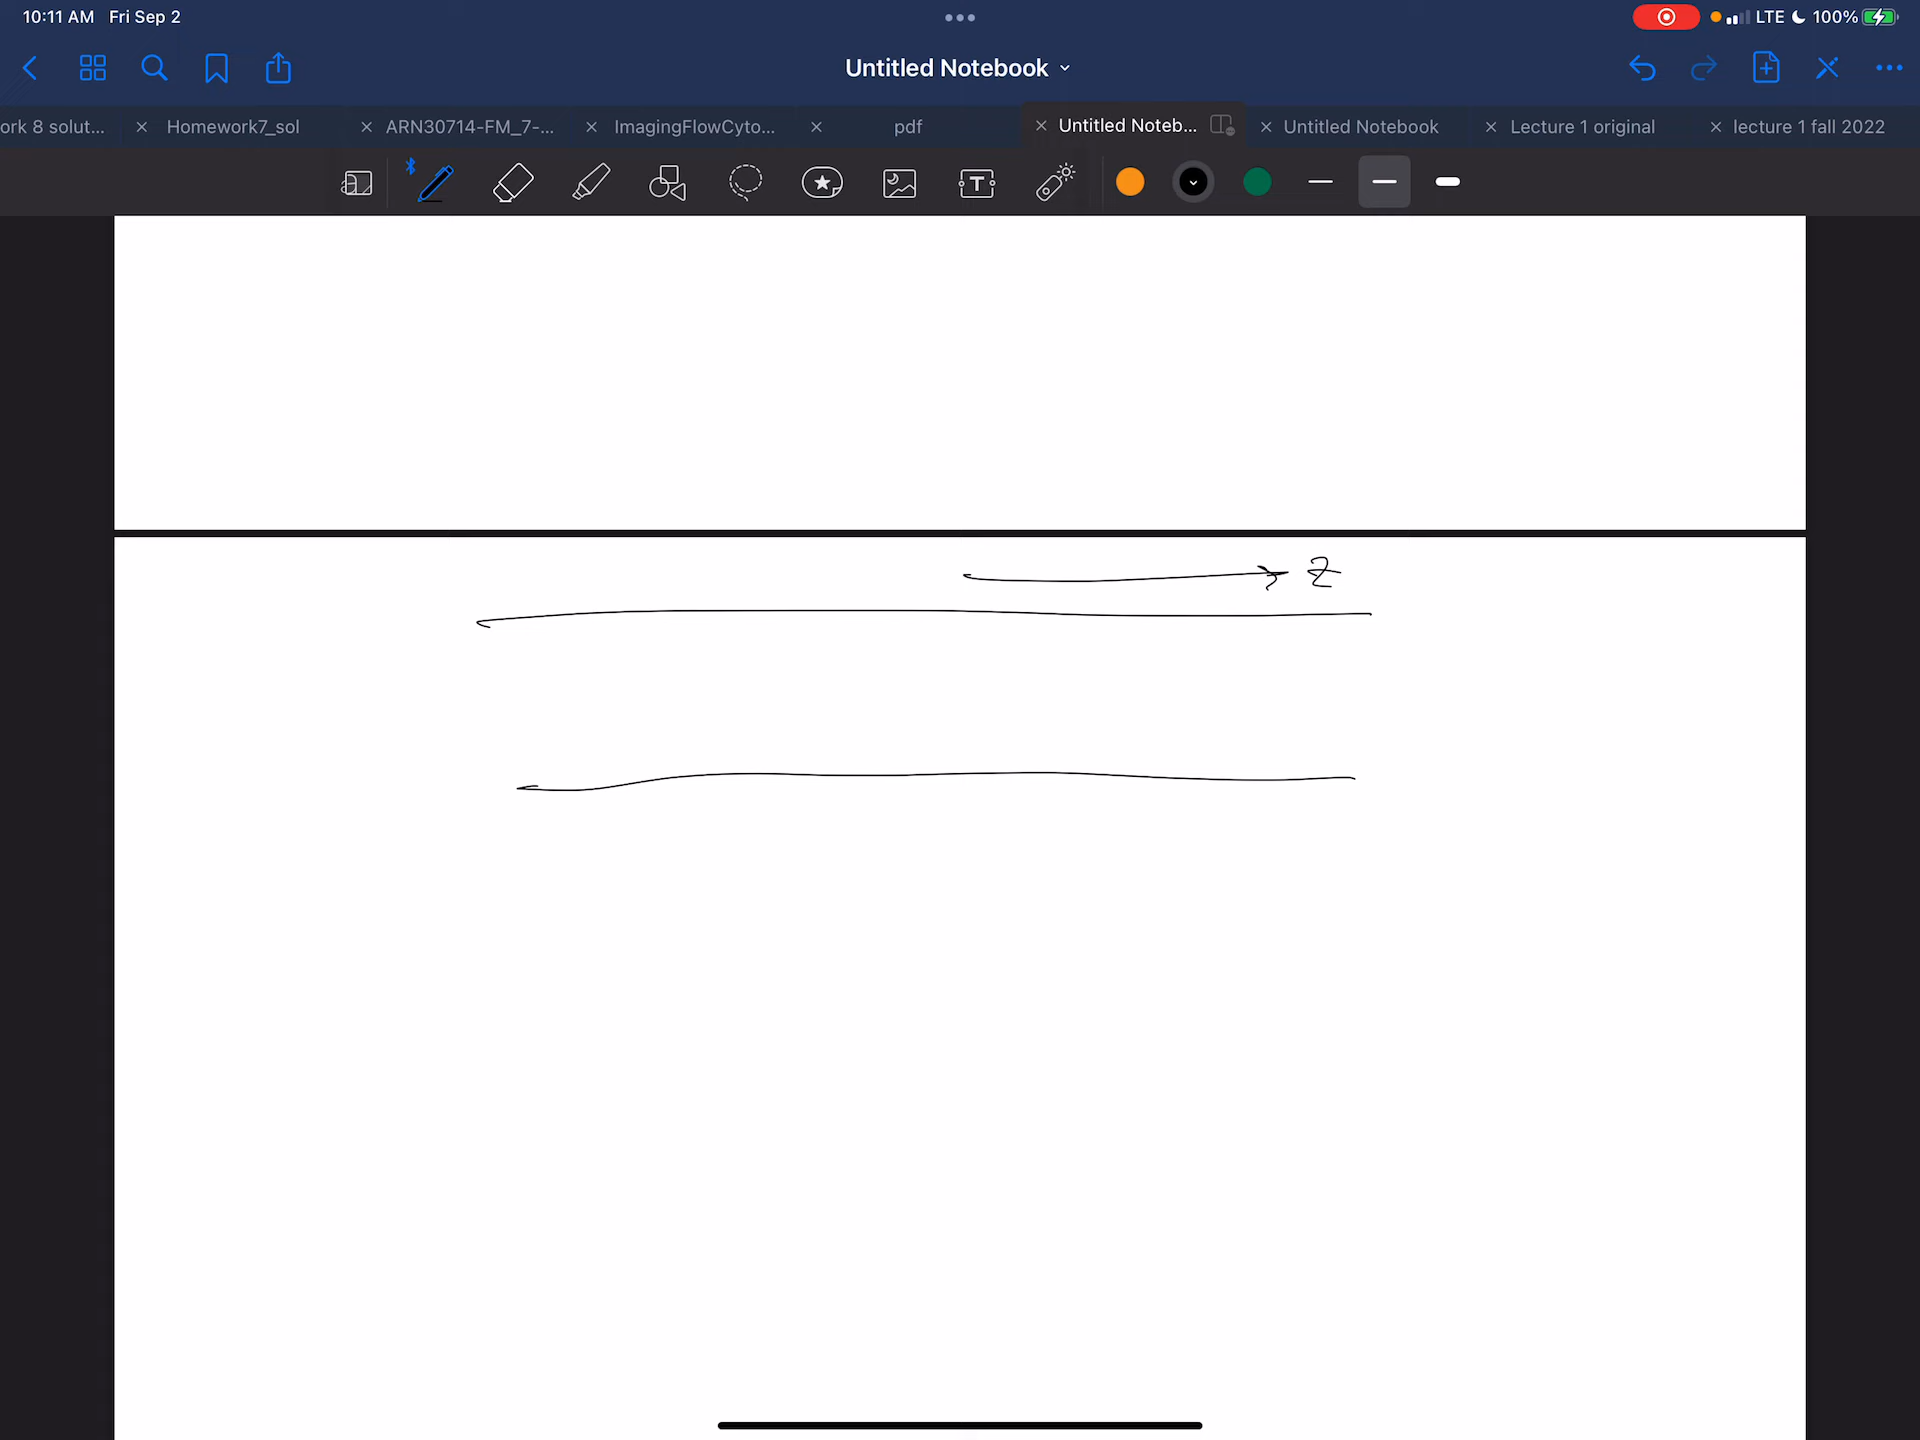 10:11 AM Fri Sep 2
LTE 100%
Untitled Notebook
ork 8 solut... Homework7_sol ARN30714-FM_7-... ImagingFlowCyto... pdf Untitled Noteb... Untitled Notebook Lecture 1 original lecture 1 fall 2022
T
z